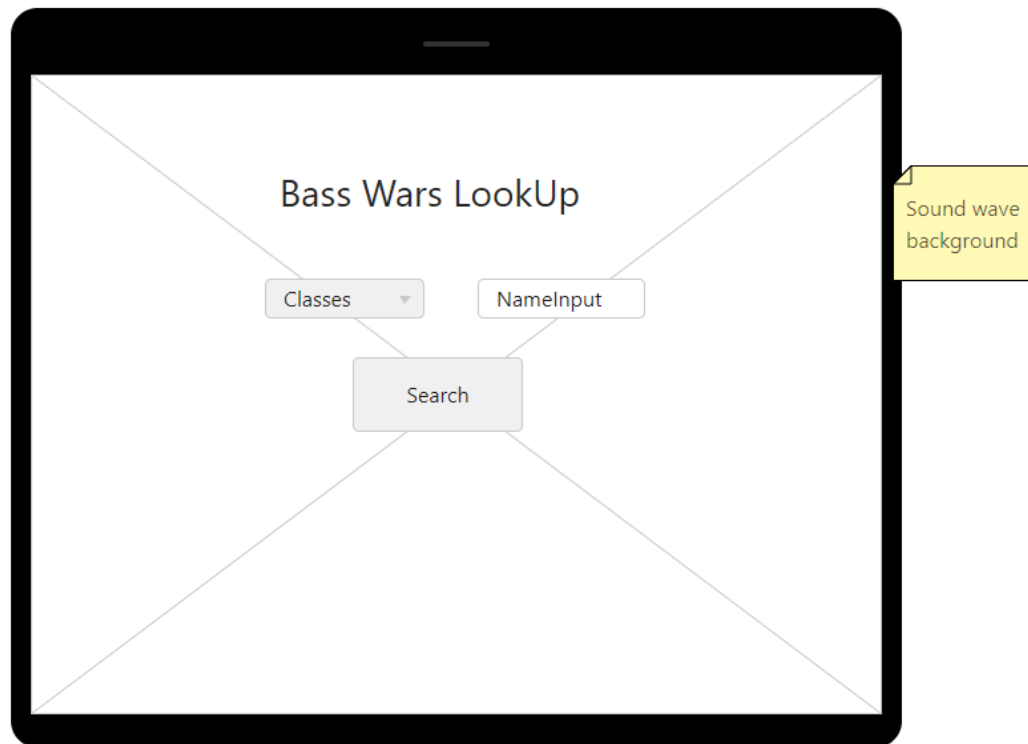 Bass Wars LookUp
Sound wave
background
Classes
NameInput
Search